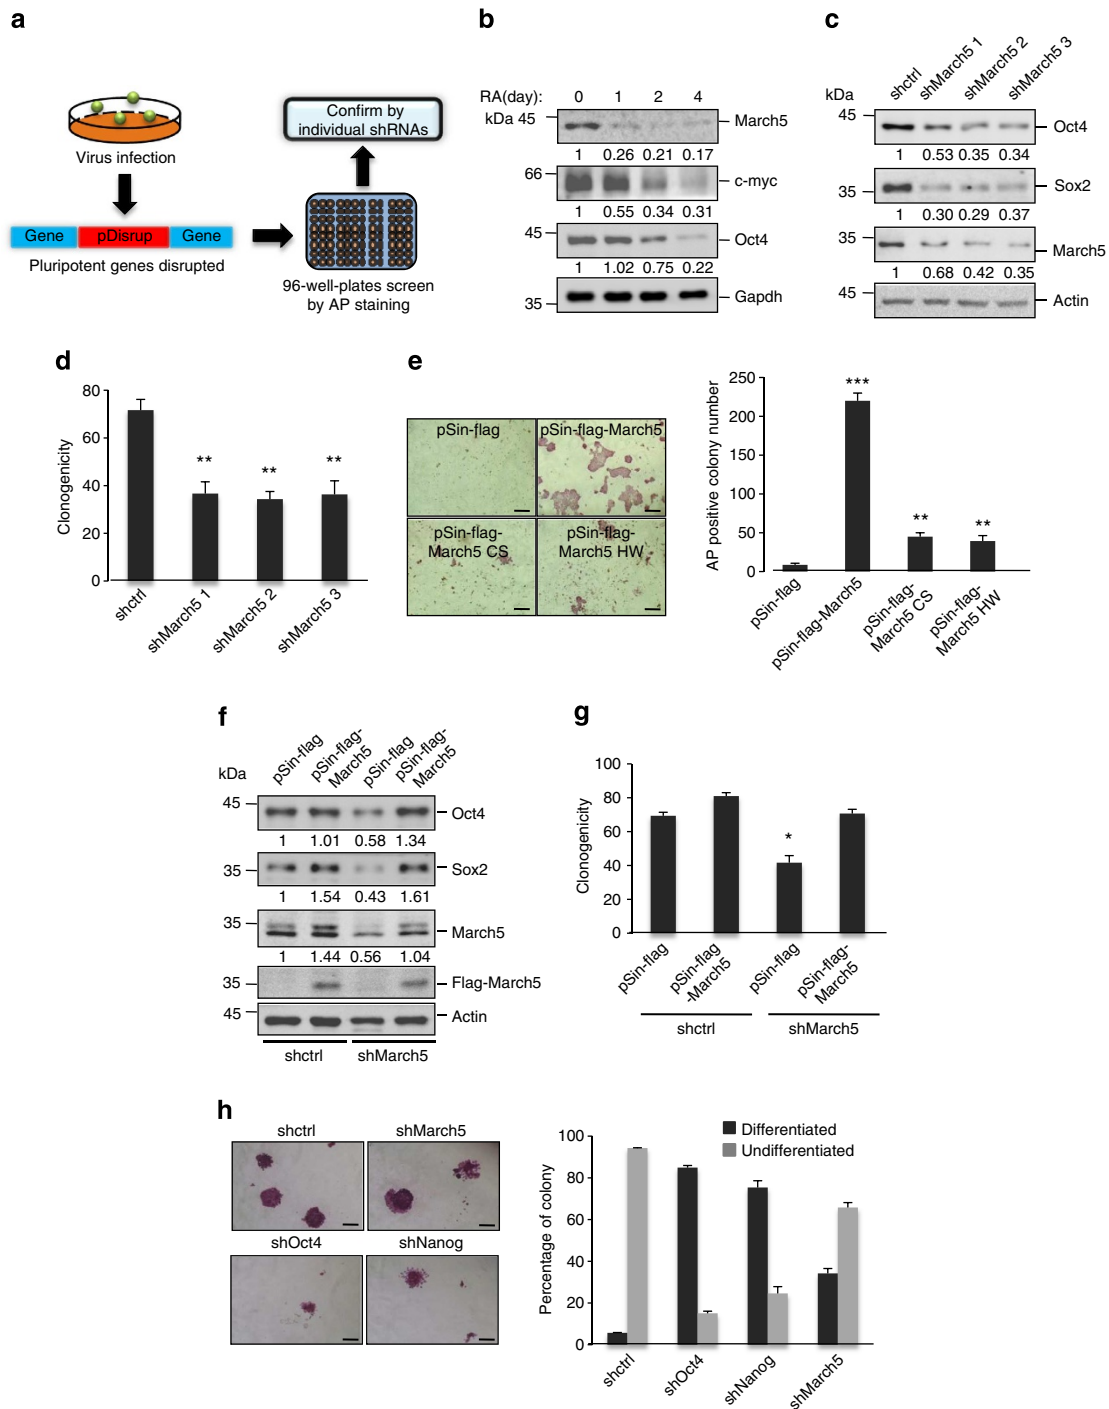 a
Virus infection
Gene pDisrup Gene
Pluripotent genes disrupted
Confirm by
individual shRNAs
96-well-plates screen
by AP staining
b
RA(day): 0 1 2 4
kDa 45 March5
1 0.26 0.21 0.17
66 c-myc
1 0.55 0.34 0.31
45 Oct4
1 1.02 0.75 0.22
35 Gapdh
c
shctrl shMarch5 1 shMarch5 2 shMarch5 3
kDa
45 Oct4
1 0.53 0.35 0.34
35 Sox2
1 0.30 0.29 0.37
35 March5
1 0.68 0.42 0.35
45 Actin
d
Clonogenicity
80
60
40
20
0
** ** **
shctrl shMarch5 1 shMarch5 2 shMarch5 3
e
pSin-flag pSin-flag-March5
pSin-flag-
March5 CS
pSin-flag-
March5 HW
AP positive colony number
250
200
150
100
50
0
***
** **
pSin-flag
pSin-flag-March5
pSin-flag-
March5 CS
pSin-flag-
March5 HW
f
kDa
pSin-flag
pSin-flag-
March5
pSin-flag
pSin-flag-
March5
45 Oct4
1 1.01 0.58 1.34
35 Sox2
1 1.54 0.43 1.61
35 March5
1 1.44 0.56 1.04
35 Flag-March5
45 Actin
shctrl shMarch5
g
Clonogenicity
100
80
60
40
20
0
*
pSin-flag
pSin-flag
-March5
pSin-flag
pSin-flag-
March5
shctrl shMarch5
h
shctrl shMarch5
shOct4 shNanog
Percentage of colony
100
80
60
40
20
0
Differentiated
Undifferentiated
shctrl shOct4 shNanog shMarch5